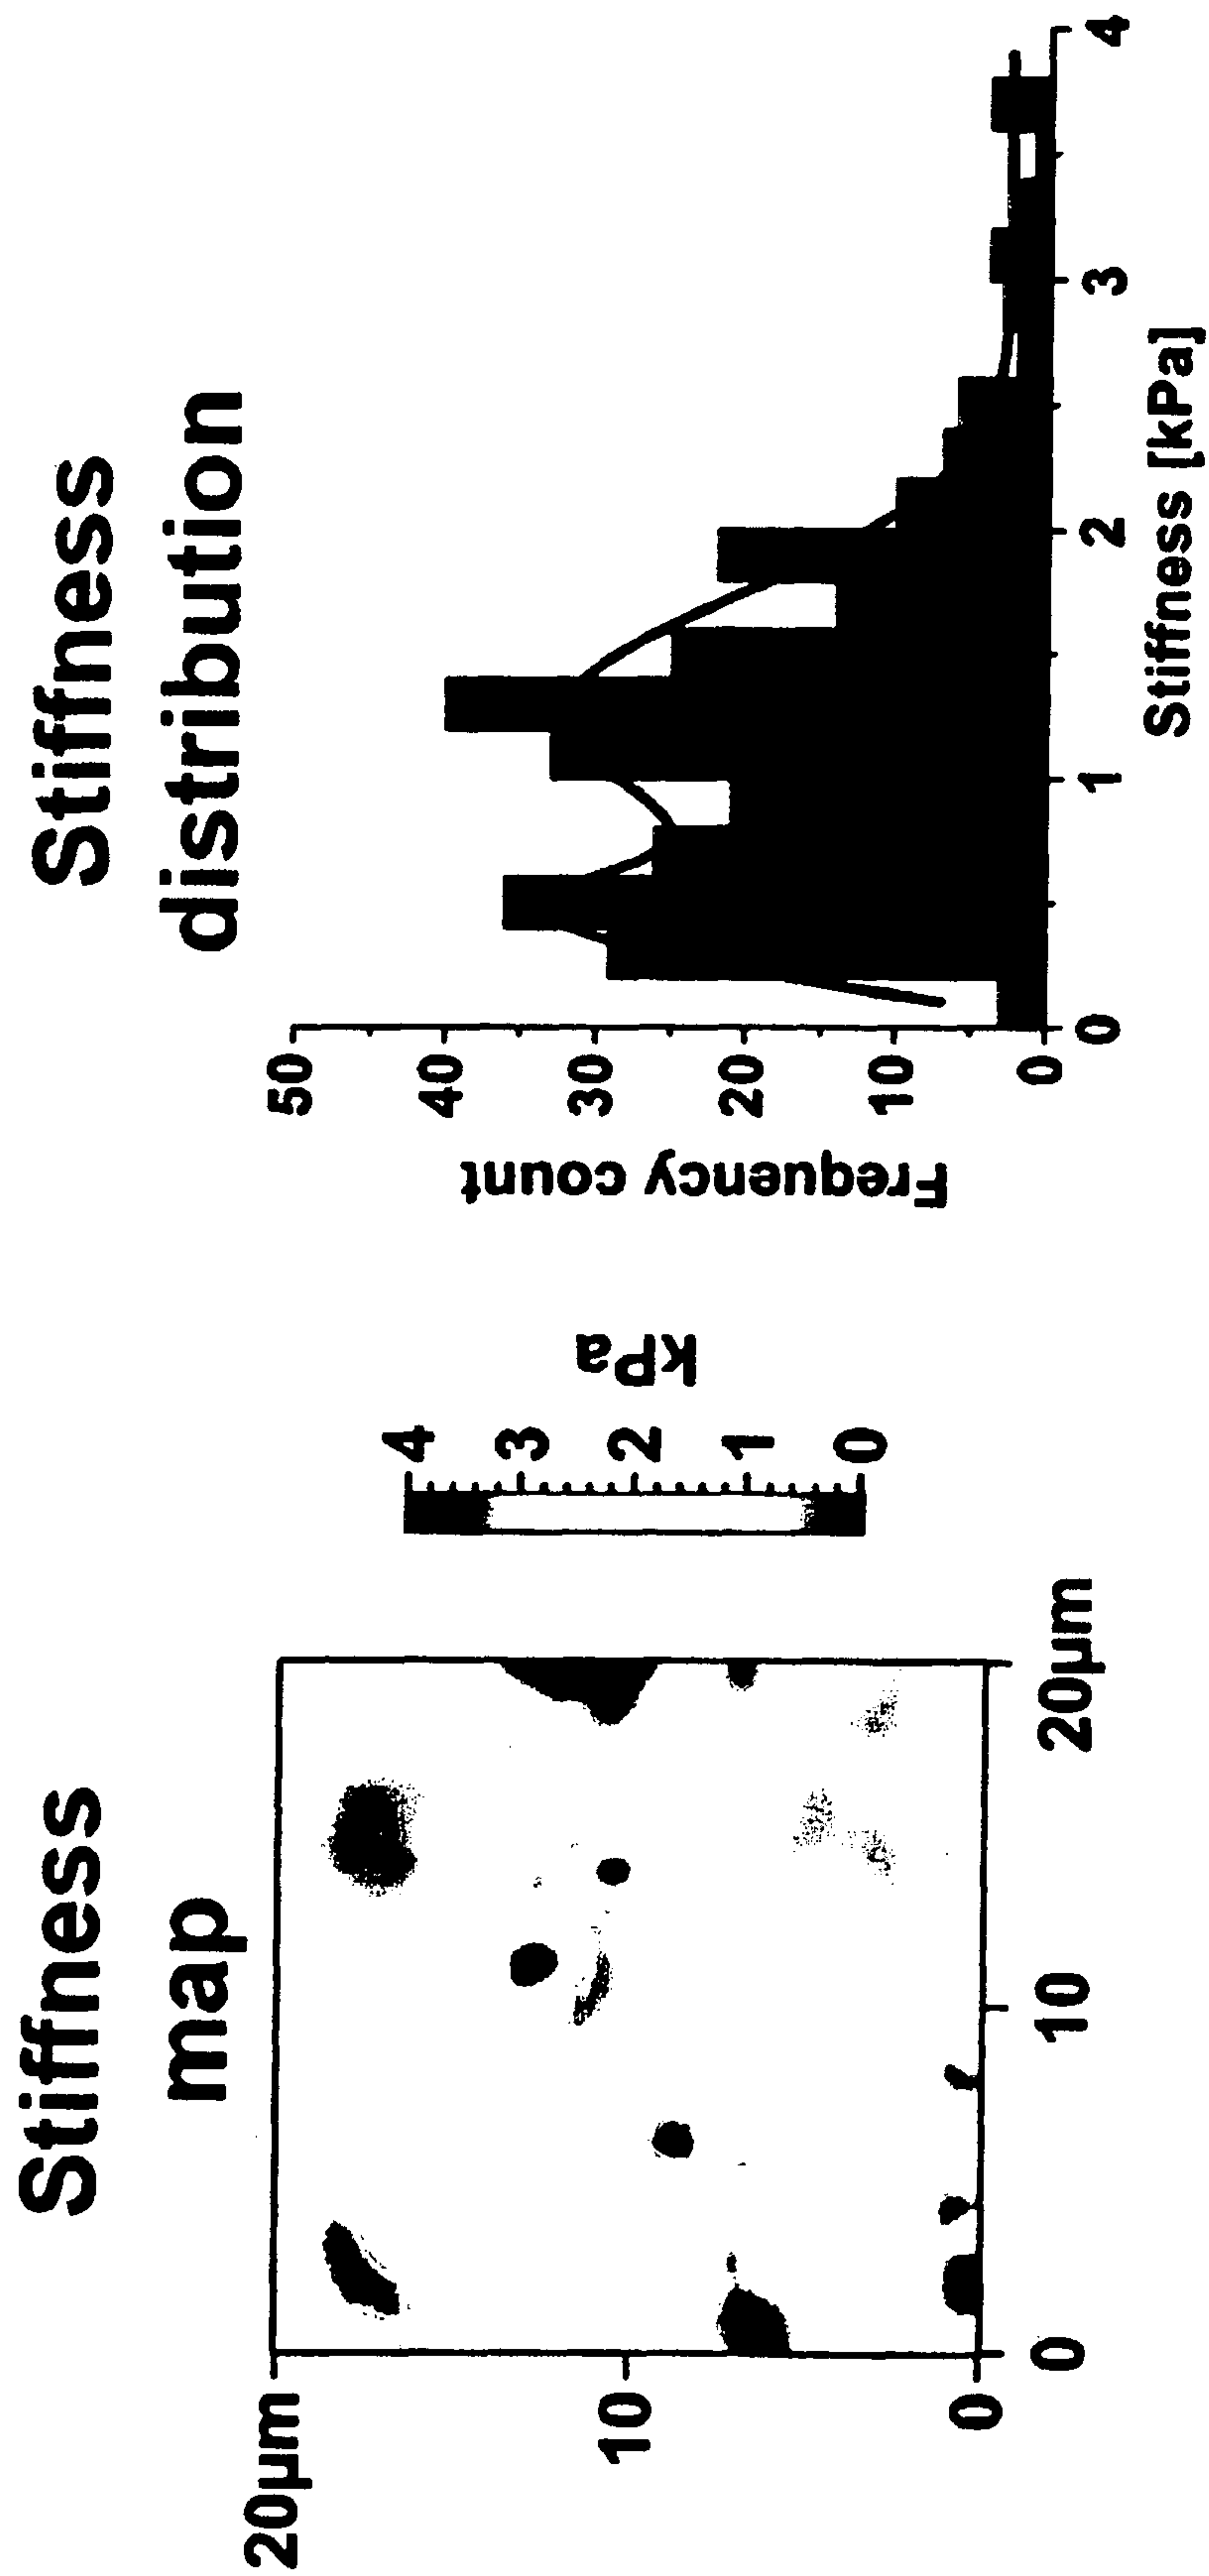 Stiffness
map
20µm
10
0
0
10
20µm
4
3
2
1
0
kPa
Stiffness
distribution
Frequency count
50
40
30
20
10
0
0
1
2
3
4
Stiffness [kPa]